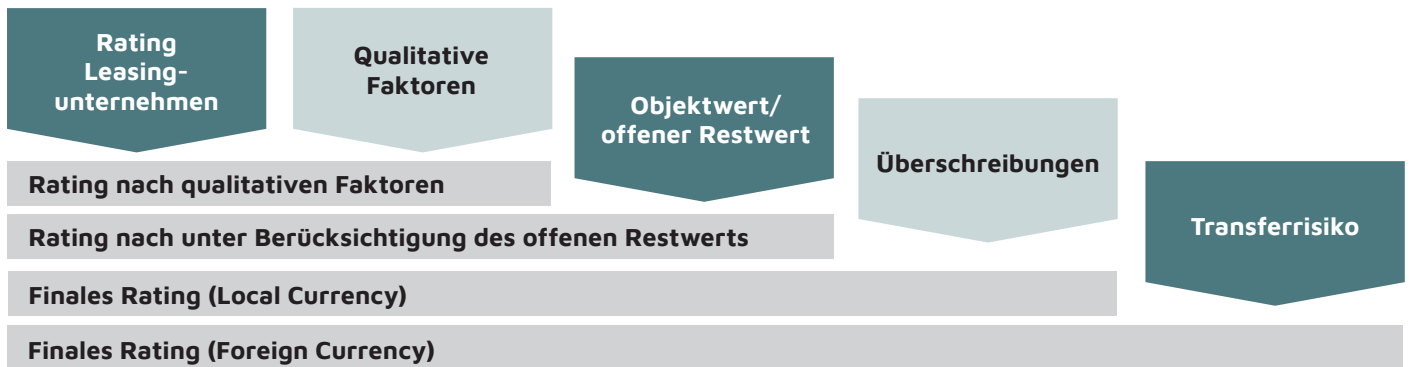 Rating
Leasing-
unternehmen
Qualitative
Faktoren
Objektwert/
offener Restwert
Überschreibungen
Transferrisiko
Rating nach qualitativen Faktoren
Rating nach unter Berücksichtigung des offenen Restwerts
Finales Rating (Local Currency)
Finales Rating (Foreign Currency)